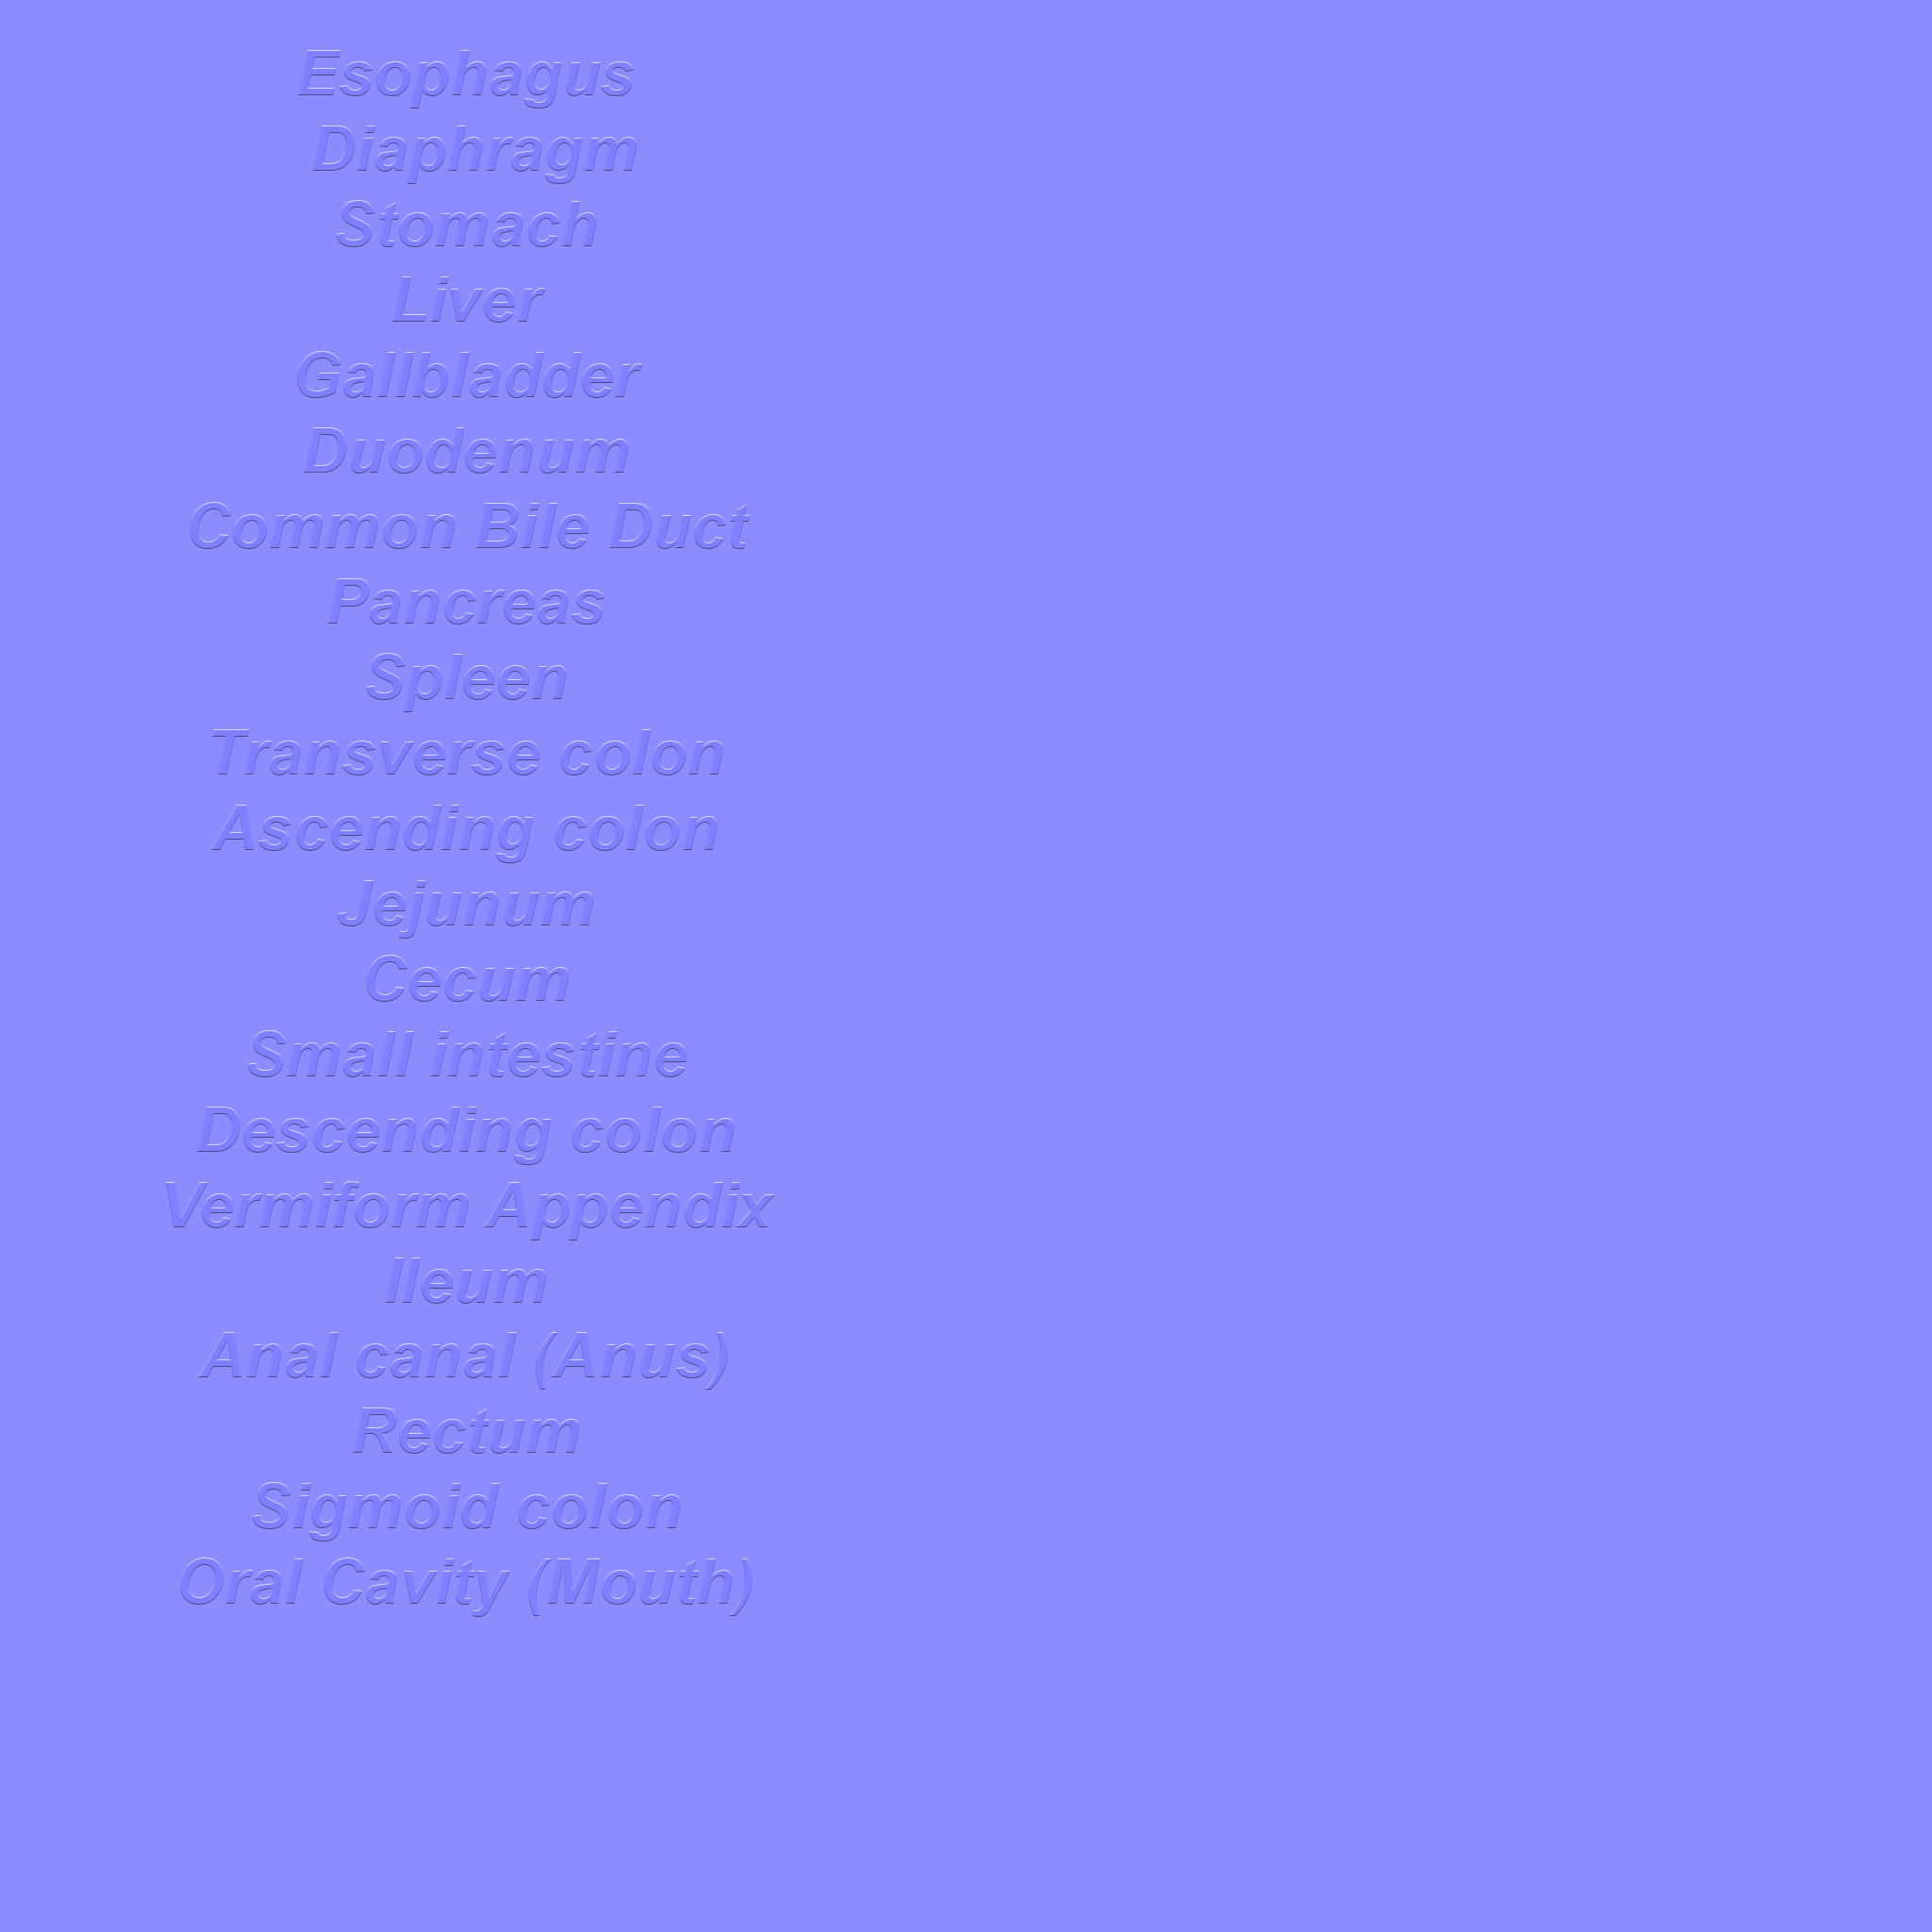 Esophagus
Diaphragm
Stomach
Liver
Gallbladder
Duodenum
Common Bile Duct
Pancreas
Spleen
Transverse colon
Ascending colon
Jejunum
Cecum
Small intestine
Descending colon
Vermiform Appendix
Ileum
Anal canal (Anus)
Rectum
Sigmoid colon
Oral Cavity (Mouth)